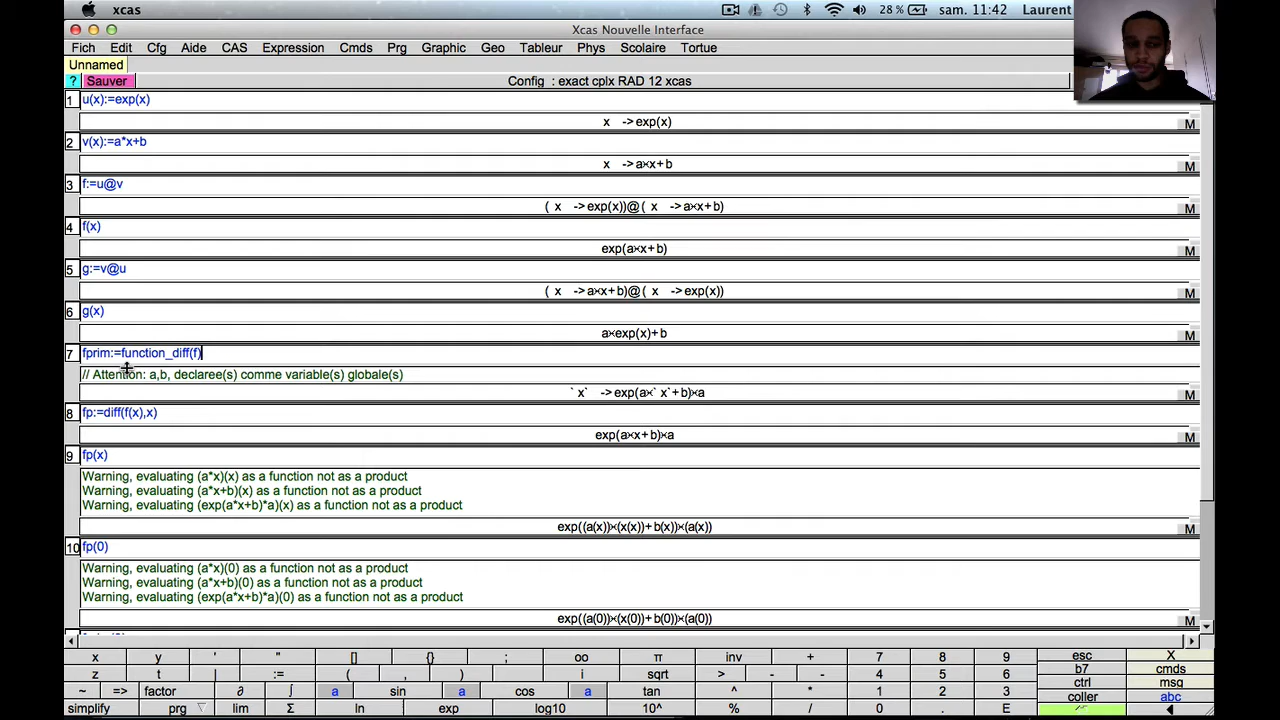 xcas 28 % sam. 11:42 Laurent
Xcas Nouvelle Interface
Fich Edit Cfg Aide CAS Expression Cmds Prg Graphic Geo Tableur Phys Scolaire Tortue
Unnamed
? Sauver Config : exact cplx RAD 12 xcas
1 u(x):=exp(x)
x ->exp(x) M
2 v(x):=a*x+b
x ->a×x+b M
3 f:=u@v
( x ->exp(x))@( x ->a×x+b) M
4 f(x)
exp(a×x+b) M
5 g:=v@u
( x ->a×x+b)@( x ->exp(x)) M
6 g(x)
a×exp(x)+b M
7 fprim:=function_diff(f)
// Attention: a,b, declaree(s) comme variable(s) globale(s)
` x` ->exp(a×` x`+b)×a M
8 fp:=diff(f(x),x)
exp(a×x+b)×a M
9 fp(x)
Warning, evaluating (a*x)(x) as a function not as a product
Warning, evaluating (a*x+b)(x) as a function not as a product
Warning, evaluating (exp(a*x+b)*a)(x) as a function not as a product
exp((a(x))×(x(x))+b(x))×(a(x)) M
10 fp(0)
Warning, evaluating (a*x)(0) as a function not as a product
Warning, evaluating (a*x+b)(0) as a function not as a product
Warning, evaluating (exp(a*x+b)*a)(0) as a function not as a product
exp((a(0))×(x(0))+b(0))×(a(0)) M
x y ' " [] {} ; oo π inv + 7 8 9 esc X
z t | := ( , ) i sqrt > - - 4 5 6 b7 cmds
~ => factor ∂ ∫ a sin a cos a tan ^ * 1 2 3 ctrl msg
simplify prg lim Σ ln exp log10 10^ % / 0 . E coller abc